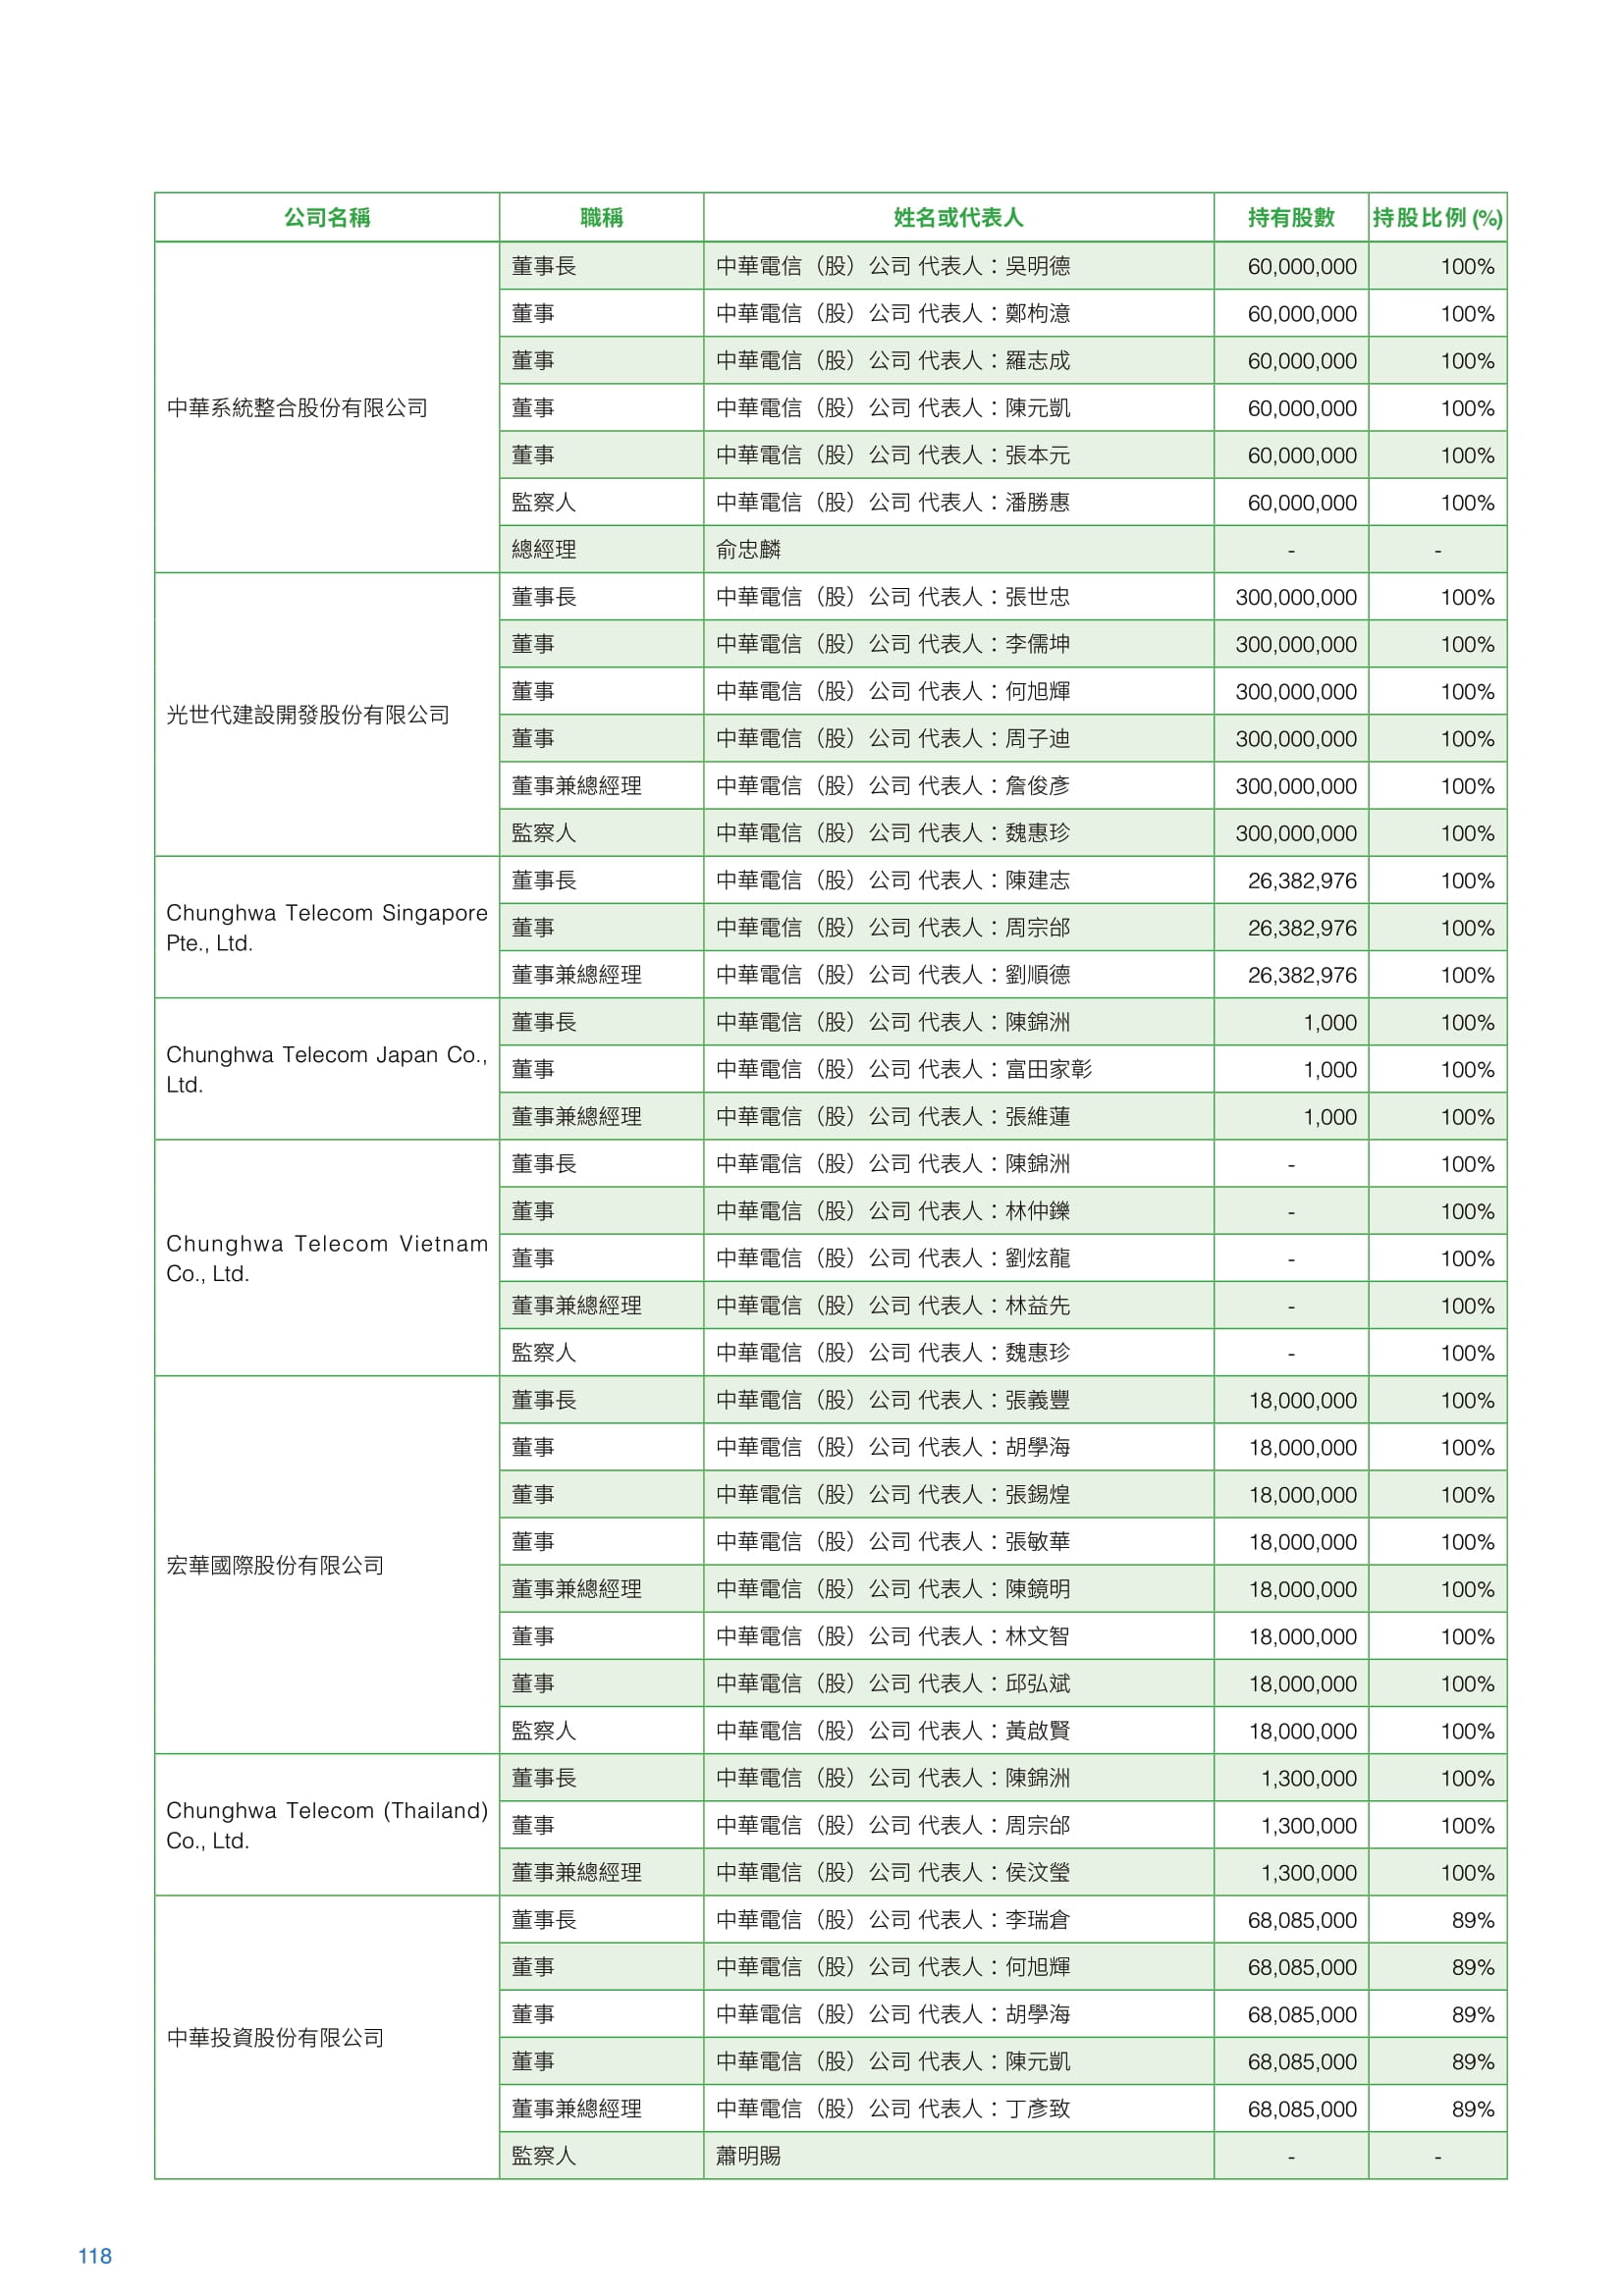 公司名稱 職稱 姓名或代表人 持有股數 持股比例 (%)
中華系統整合股份有限公司
董事長 中華電信（股）公司 代表人：吳明德 60,000,000 100%
董事 中華電信（股）公司 代表人：鄭枸澺 60,000,000 100%
董事 中華電信（股）公司 代表人：羅志成 60,000,000 100%
董事 中華電信（股）公司 代表人：陳元凱 60,000,000 100%
董事 中華電信（股）公司 代表人：張本元 60,000,000 100%
監察人 中華電信（股）公司 代表人：潘勝惠 60,000,000 100%
總經理 俞忠麟 - -
光世代建設開發股份有限公司
董事長 中華電信（股）公司 代表人：張世忠 300,000,000 100%
董事 中華電信（股）公司 代表人：李儒坤 300,000,000 100%
董事 中華電信（股）公司 代表人：何旭輝 300,000,000 100%
董事 中華電信（股）公司 代表人：周子迪 300,000,000 100%
董事兼總經理 中華電信（股）公司 代表人：詹俊彥 300,000,000 100%
監察人 中華電信（股）公司 代表人：魏惠珍 300,000,000 100%
Chunghwa Telecom Singapore
Pte., Ltd.
董事長 中華電信（股）公司 代表人：陳建志 26,382,976 100%
董事 中華電信（股）公司 代表人：周宗邰 26,382,976 100%
董事兼總經理 中華電信（股）公司 代表人：劉順德 26,382,976 100%
Chunghwa Telecom Japan Co.,
Ltd.
董事長 中華電信（股）公司 代表人：陳錦洲 1,000 100%
董事 中華電信（股）公司 代表人：富田家彰 1,000 100%
董事兼總經理 中華電信（股）公司 代表人：張維蓮 1,000 100%
Chunghwa Telecom Vietnam
Co., Ltd.
董事長 中華電信（股）公司 代表人：陳錦洲 - 100%
董事 中華電信（股）公司 代表人：林仲鑠 - 100%
董事 中華電信（股）公司 代表人：劉炫龍 - 100%
董事兼總經理 中華電信（股）公司 代表人：林益先 - 100%
監察人 中華電信（股）公司 代表人：魏惠珍 - 100%
宏華國際股份有限公司
董事長 中華電信（股）公司 代表人：張義豐 18,000,000 100%
董事 中華電信（股）公司 代表人：胡學海 18,000,000 100%
董事 中華電信（股）公司 代表人：張錫煌 18,000,000 100%
董事 中華電信（股）公司 代表人：張敏華 18,000,000 100%
董事兼總經理 中華電信（股）公司 代表人：陳鏡明 18,000,000 100%
董事 中華電信（股）公司 代表人：林文智 18,000,000 100%
董事 中華電信（股）公司 代表人：邱弘斌 18,000,000 100%
監察人 中華電信（股）公司 代表人：黃啟賢 18,000,000 100%
Chunghwa Telecom (Thailand)
Co., Ltd.
董事長 中華電信（股）公司 代表人：陳錦洲 1,300,000 100%
董事 中華電信（股）公司 代表人：周宗邰 1,300,000 100%
董事兼總經理 中華電信（股）公司 代表人：侯汶瑩 1,300,000 100%
中華投資股份有限公司
董事長 中華電信（股）公司 代表人：李瑞倉 68,085,000 89%
董事 中華電信（股）公司 代表人：何旭輝 68,085,000 89%
董事 中華電信（股）公司 代表人：胡學海 68,085,000 89%
董事 中華電信（股）公司 代表人：陳元凱 68,085,000 89%
董事兼總經理 中華電信（股）公司 代表人：丁彥致 68,085,000 89%
監察人 蕭明賜 - -
118